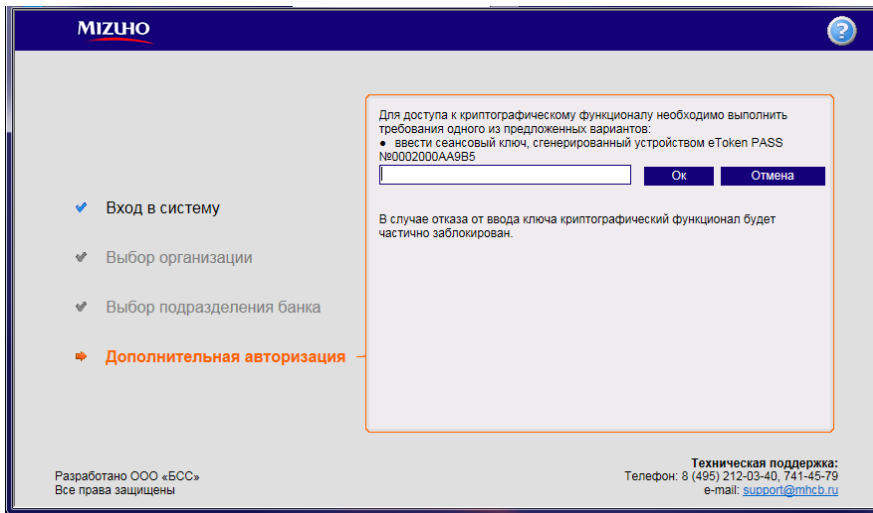 MIZUHO
?
Для доступа к криптографическому функционалу необходимо выполнить
требования одного из предложенных вариантов:
● ввести сеансовый ключ, сгенерированный устройством eToken PASS
№0002000AA9B5
Ок
Отмена
В случае отказа от ввода ключа криптографический функционал будет
частично заблокирован.
Вход в систему
Выбор организации
Выбор подразделения банка
Дополнительная авторизация
Разработано ООО «БСС»
Все права защищены
Техническая поддержка:
Телефон: 8 (495) 212-03-40, 741-45-79
e-mail: support@mhcb.ru